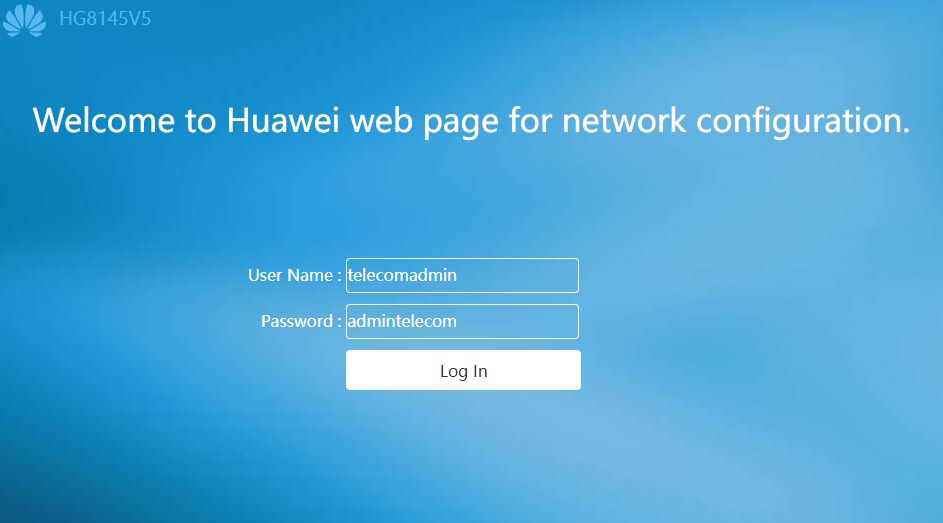 HG8145V5
Welcome to Huawei web page for network configuration.
User Name : telecomadmin
Password : admintelecom
Log In